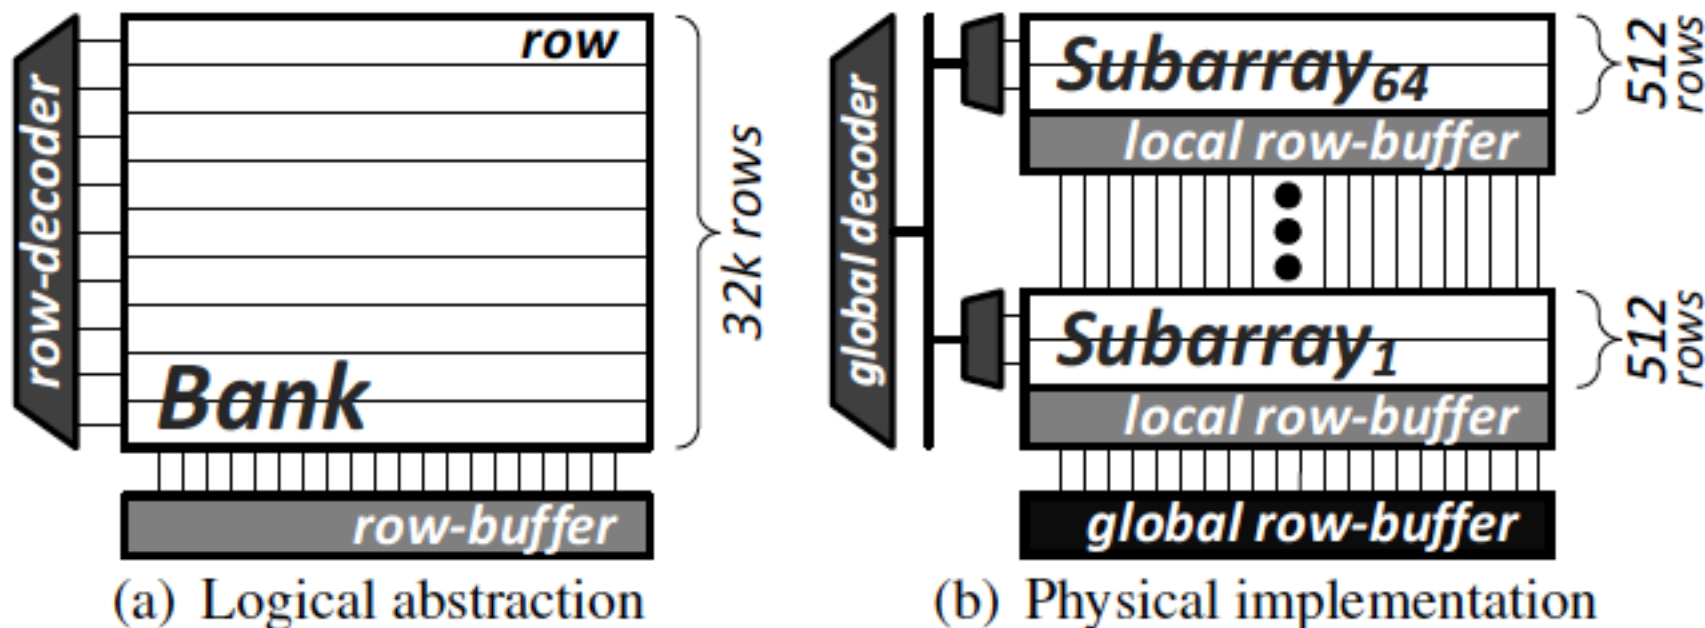 row-decoder
row
Bank
32k rows
row-buffer
(a) Logical abstraction
global decoder
Subarray64
512 rows
local row-buffer
Subarray1
512 rows
local row-buffer
global row-buffer
(b) Physical implementation